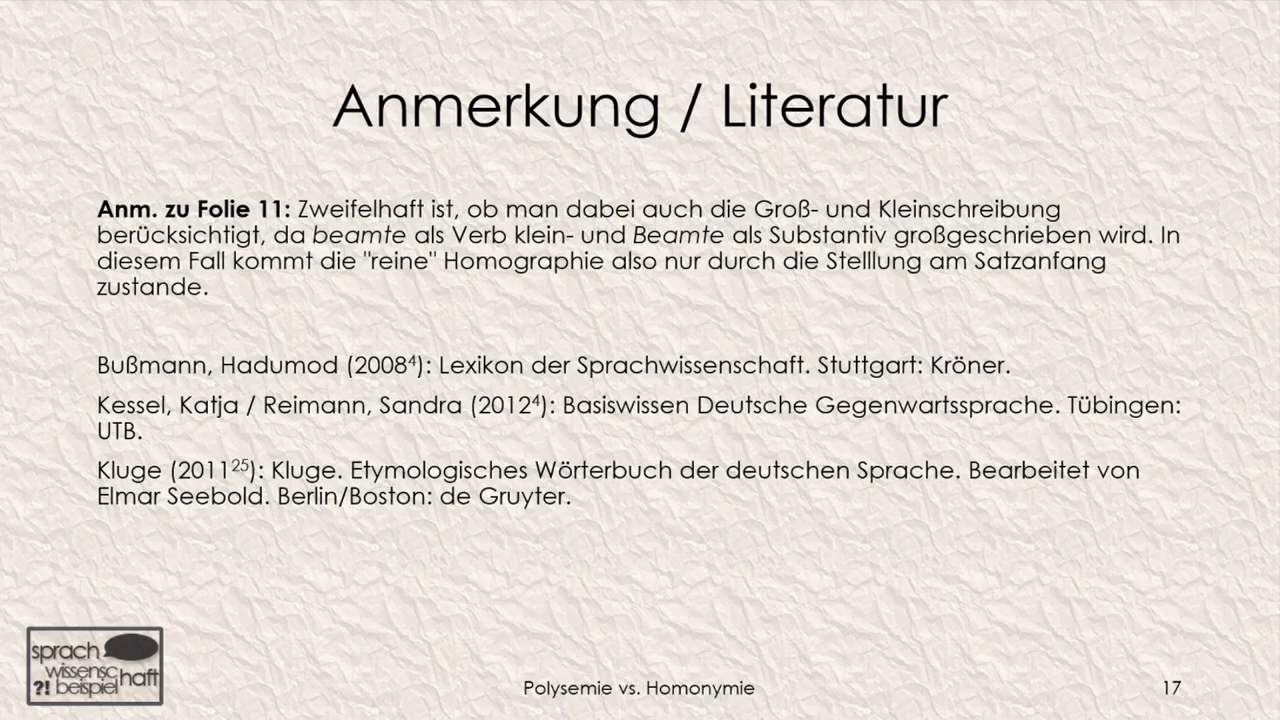 Anmerkung / Literatur
Anm. zu Folie 11: Zweifelhaft ist, ob man dabei auch die Groß- und Kleinschreibung
berücksichtigt, da beamte als Verb klein- und Beamte als Substantiv großgeschrieben wird. In
diesem Fall kommt die "reine" Homographie also nur durch die Stelllung am Satzanfang
zustande.
Bußmann, Hadumod (2008⁴): Lexikon der Sprachwissenschaft. Stuttgart: Kröner.
Kessel, Katja / Reimann, Sandra (2012⁴): Basiswissen Deutsche Gegenwartssprache. Tübingen:
UTB.
Kluge (2011²⁵): Kluge. Etymologisches Wörterbuch der deutschen Sprache. Bearbeitet von
Elmar Seebold. Berlin/Boston: de Gruyter.
sprach
wissensc
haft
?! beispiel
Polysemie vs. Homonymie
17